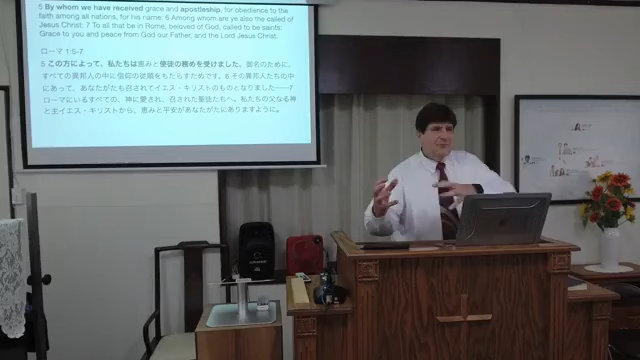 5 By whom we have received grace and apostleship, for obedience to the
faith among all nations, for his name: 6 Among whom are ye also the called of
Jesus Christ: 7 To all that be in Rome, beloved of God, called to be saints:
Grace to you and peace from God our Father, and the Lord Jesus Christ.
ローマ 1:5-7
5 この方によって、私たちは恵みと使徒の務めを受けました。御名のために、
すべての異邦人の中に信仰の従順をもたらすためです。6 その異邦人たちの中
にあって、あなたがたも召されてイエス・キリストのものとなりました——7
ローマにいるすべての、神に愛され、召された聖徒たちへ。私たちの父なる神
と主イエス・キリストから、恵みと平安があなたがたにありますように。